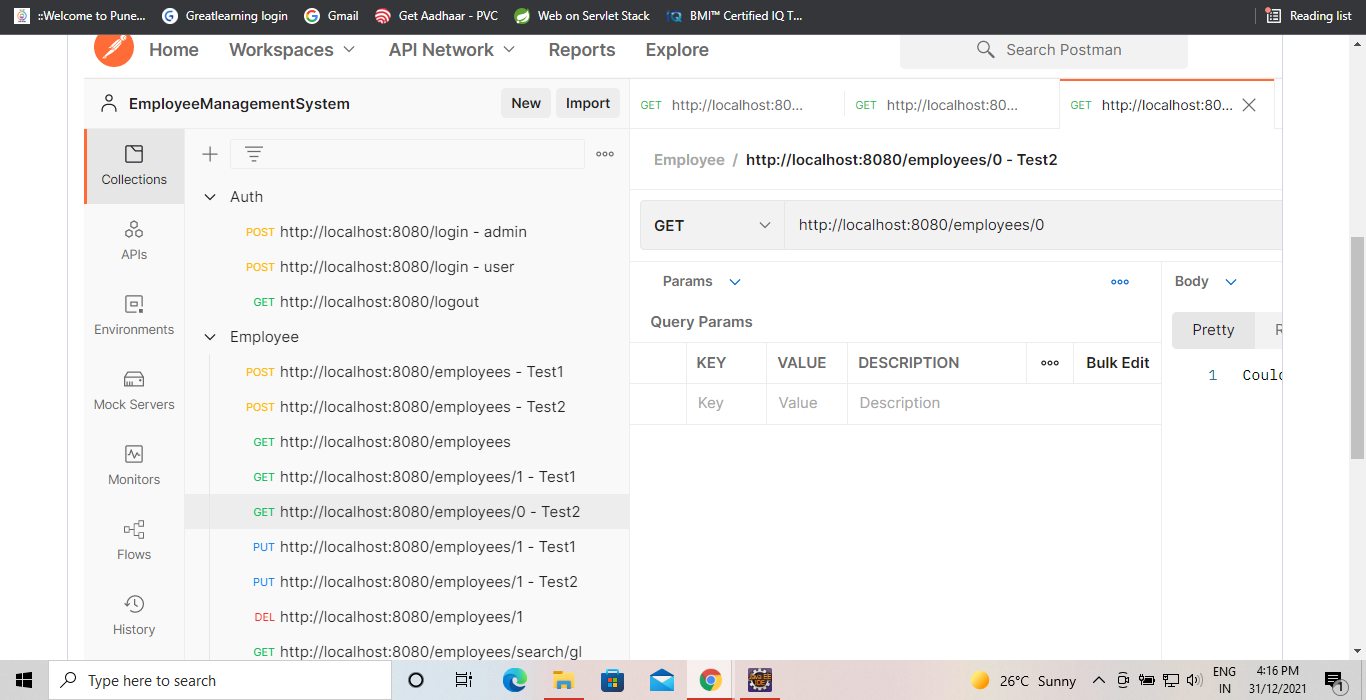 ::Welcome to Pune...
Greatlearning login
Gmail
Get Aadhaar - PVC
Web on Servlet Stack
IQ
BMI™ Certified IQ T...
Reading list
Home
Workspaces
API Network
Reports
Explore
Search Postman
EmployeeManagementSystem
New
Import
GET http://localhost:80...
GET http://localhost:80...
GET http://localhost:80...
Collections
APIs
Environments
Mock Servers
Monitors
Flows
History
Auth
POST http://localhost:8080/login - admin
POST http://localhost:8080/login - user
GET http://localhost:8080/logout
Employee
POST http://localhost:8080/employees - Test1
POST http://localhost:8080/employees - Test2
GET http://localhost:8080/employees
GET http://localhost:8080/employees/1 - Test1
GET http://localhost:8080/employees/0 - Test2
PUT http://localhost:8080/employees/1 - Test1
PUT http://localhost:8080/employees/1 - Test2
DEL http://localhost:8080/employees/1
GET http://localhost:8080/employees/search/gl
Employee / http://localhost:8080/employees/0 - Test2
GET http://localhost:8080/employees/0
Params
Query Params
KEY VALUE DESCRIPTION Bulk Edit
Key Value Description
Body
Pretty
1
Type here to search
26°C Sunny
ENG
IN
4:16 PM
31/12/2021
1